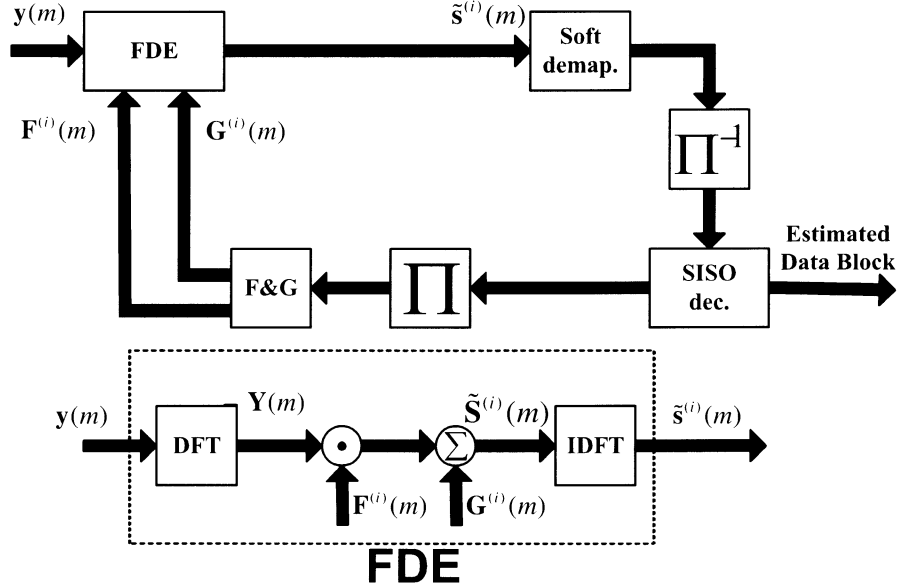 y(m)
s̃⁽ⁱ⁾(m)
FDE
Soft
demap.
F⁽ⁱ⁾(m)
G⁽ⁱ⁾(m)
∏⁻¹
Estimated
Data Block
F&G
∏
SISO
dec.
y(m)
Y(m)
S̃⁽ⁱ⁾(m)
s̃⁽ⁱ⁾(m)
DFT
Σ
IDFT
F⁽ⁱ⁾(m)
G⁽ⁱ⁾(m)
FDE